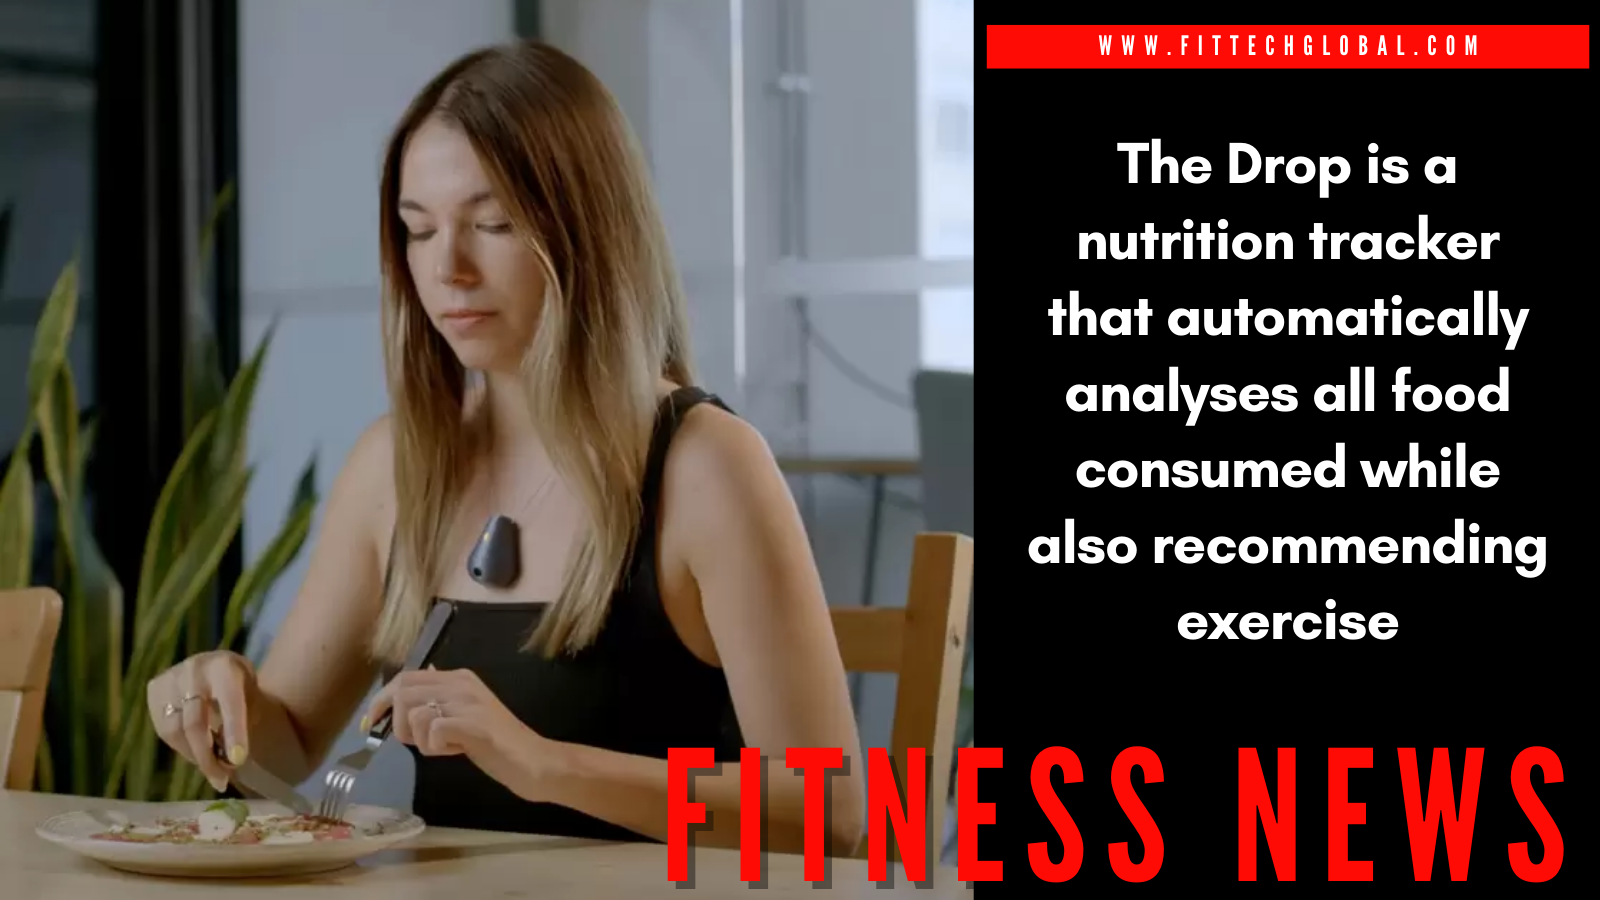 WWW.FITTECHGLOBAL.COM
The Drop is a
nutrition tracker
that automatically
analyses all food
consumed while
also recommending
exercise
FITNESS NEWS